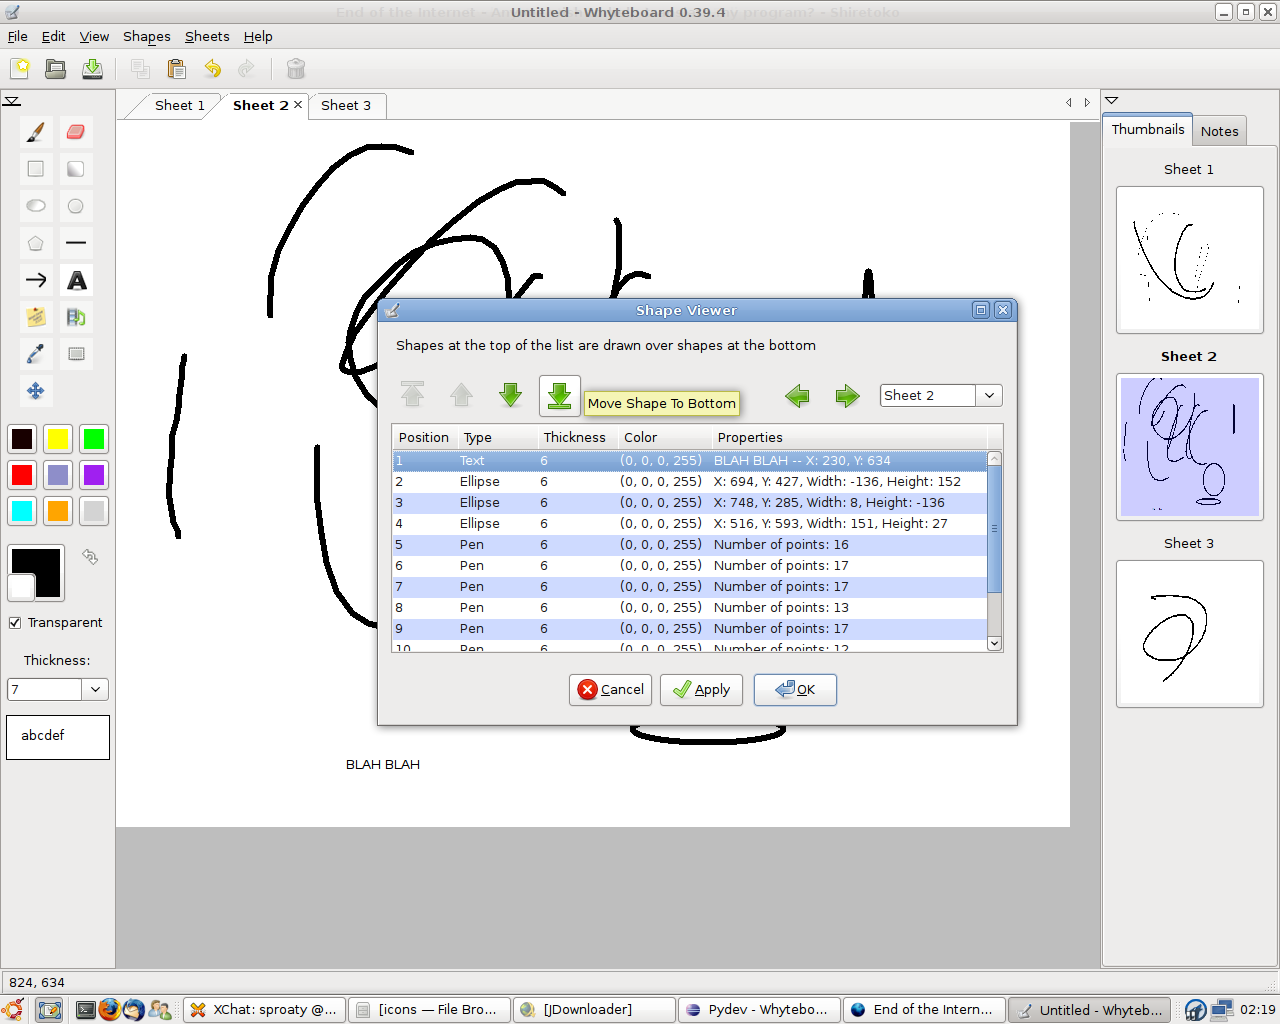 Untitled - Whyteboard 0.39.4
File Edit View Shapes Sheets Help
Sheet 1 Sheet 2 Sheet 3
Thumbnails Notes
Sheet 1
Sheet 2
Sheet 3
Shape Viewer
Shapes at the top of the list are drawn over shapes at the bottom
Sheet 2
Move Shape To Bottom
Position Type Thickness Color Properties
1 Text 6 (0, 0, 0, 255) BLAH BLAH -- X: 230, Y: 634
2 Ellipse 6 (0, 0, 0, 255) X: 694, Y: 427, Width: -136, Height: 152
3 Ellipse 6 (0, 0, 0, 255) X: 748, Y: 285, Width: 8, Height: -136
4 Ellipse 6 (0, 0, 0, 255) X: 516, Y: 593, Width: 151, Height: 27
5 Pen 6 (0, 0, 0, 255) Number of points: 16
6 Pen 6 (0, 0, 0, 255) Number of points: 17
7 Pen 6 (0, 0, 0, 255) Number of points: 17
8 Pen 6 (0, 0, 0, 255) Number of points: 13
9 Pen 6 (0, 0, 0, 255) Number of points: 17
10 Pen 6 (0, 0, 0, 255) Number of points: 12
Cancel Apply OK
Transparent
Thickness:
7
abcdef
A
BLAH BLAH
824, 634
XChat: sproaty @... [icons — File Bro... [JDownloader] Pydev - Whytebo... End of the Intern... Untitled - Whyteb... 02:19